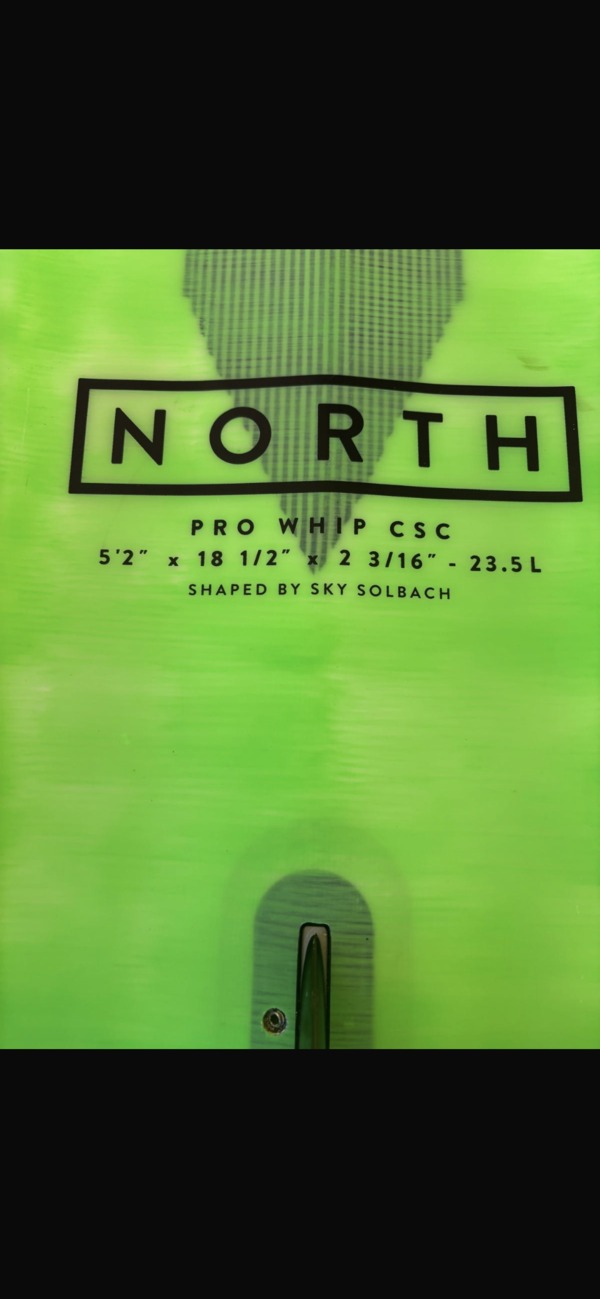 NORTH
PRO WHIP CSC
5'2" x 18 1/2" x 2 3/16" - 23.5L
SHAPED BY SKY SOLBACH